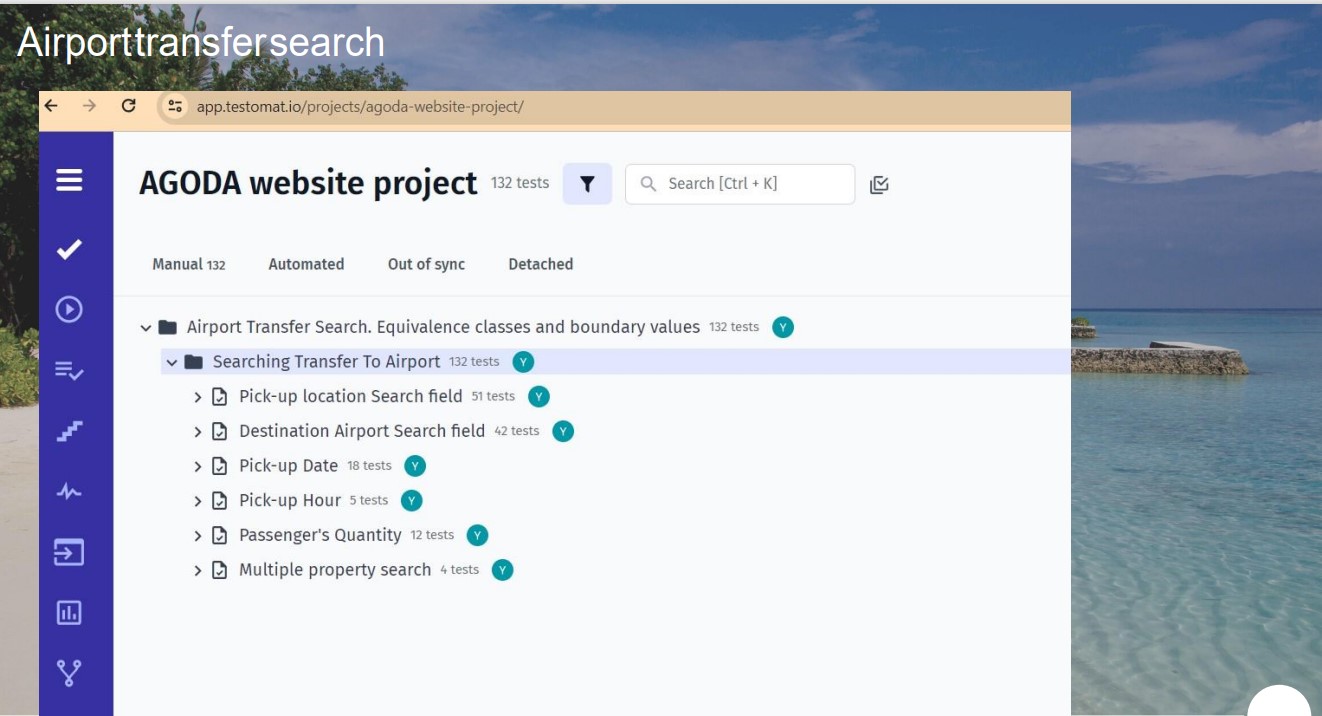 Airporttransfersearch
app.testomat.io/projects/agoda-website-project/
AGODA website project 132 tests Search [Ctrl + K]
Manual 132 Automated Out of sync Detached
Airport Transfer Search. Equivalence classes and boundary values 132 tests Y
Searching Transfer To Airport 132 tests Y
Pick-up location Search field 51 tests Y
Destination Airport Search field 42 tests Y
Pick-up Date 18 tests Y
Pick-up Hour 5 tests Y
Passenger's Quantity 12 tests Y
Multiple property search 4 tests Y